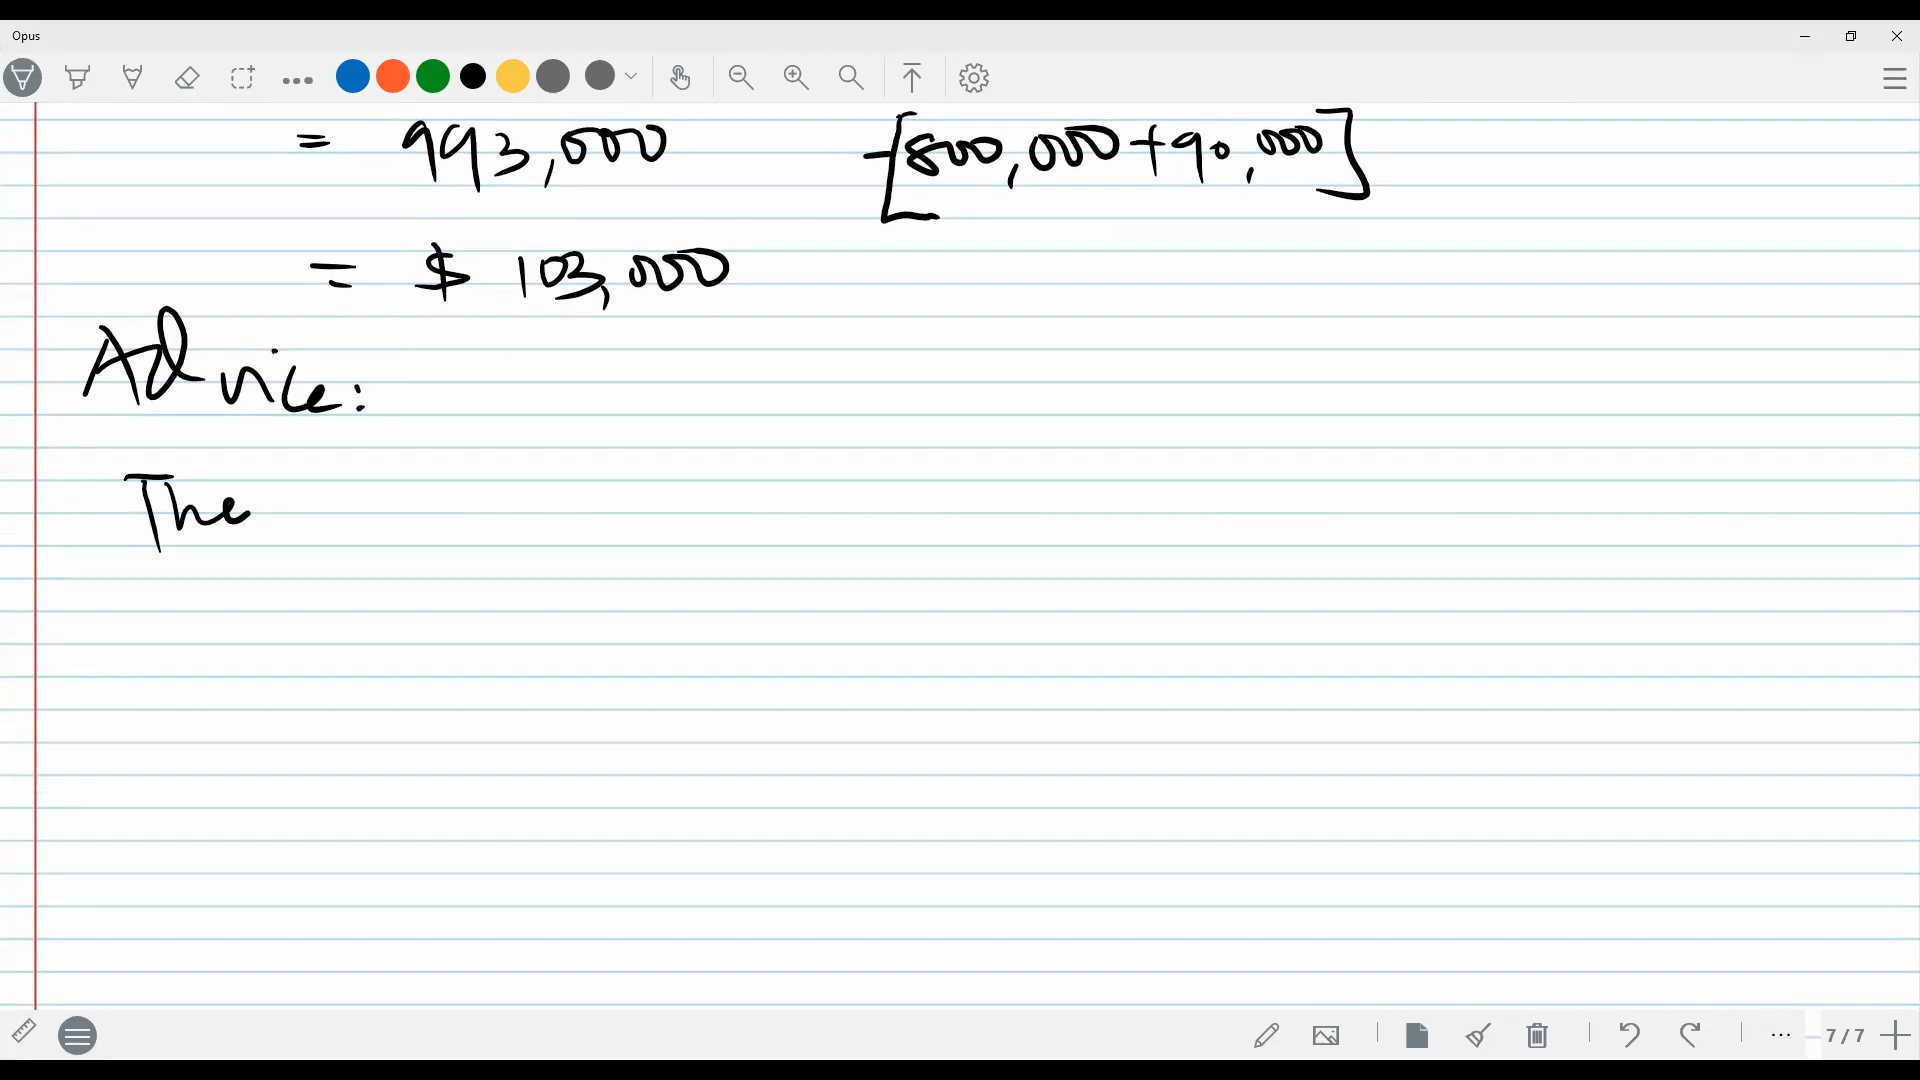 Opus
= 993,000 -[800,000+90,000]
= $ 103,000
Advice:
The
7 / 7